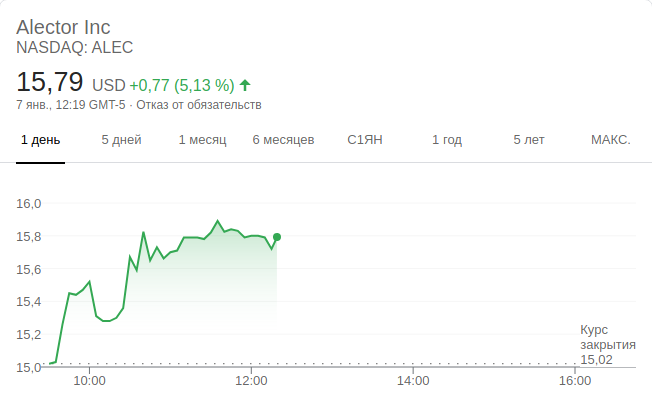 Alector Inc
NASDAQ: ALEC
15,79 USD +0,77 (5,13 %)
7 янв., 12:19 GMT-5 · Отказ от обязательств
1 день 5 дней 1 месяц 6 месяцев С1ЯН 1 год 5 лет МАКС.
16,0
15,8
15,6
15,4
15,2
15,0
Курс
закрытия
15,02
10:00 12:00 14:00 16:00